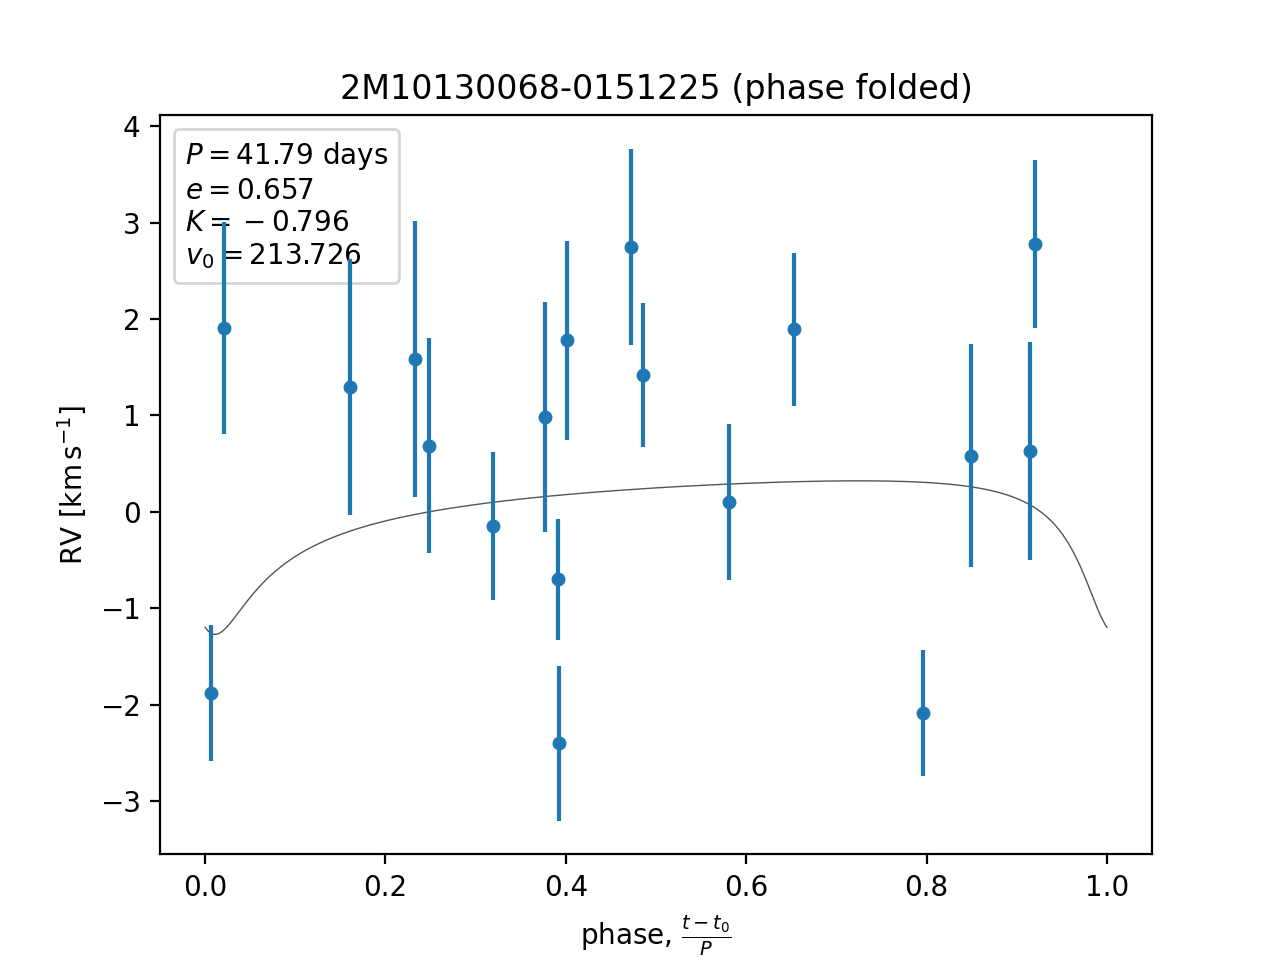 2M10130068-0151225 (phase folded)
4
P = 41.79 days
e = 0.657
3
K = −0.796
v₀ = 213.726
2
1
RV [km s⁻¹]
0
−1
−2
−3
0.0 0.2 0.4 0.6 0.8 1.0
phase, (t − t₀)/P